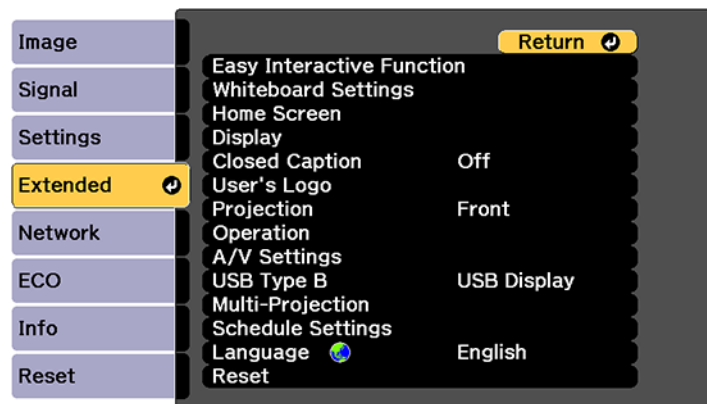 Image
Signal
Settings
Extended
Network
ECO
Info
Reset
Return
Easy Interactive Function
Whiteboard Settings
Home Screen
Display
Closed Caption Off
User's Logo
Projection Front
Operation
A/V Settings
USB Type B USB Display
Multi-Projection
Schedule Settings
Language English
Reset